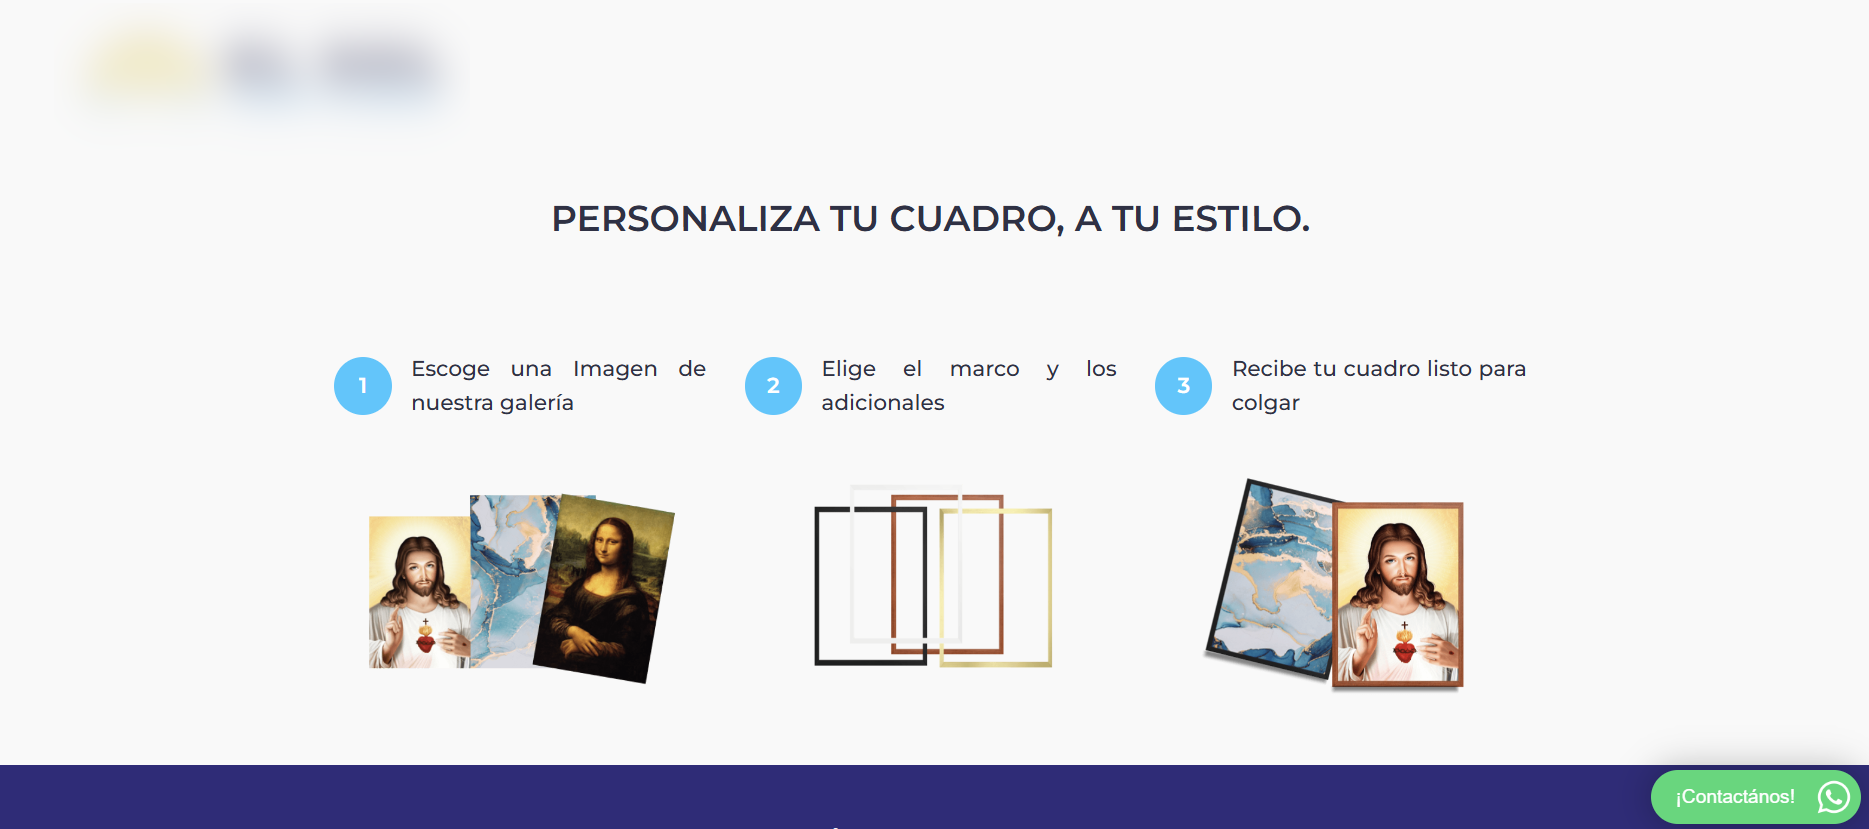 PERSONALIZA TU CUADRO, A TU ESTILO.
1
Escoge una Imagen de
nuestra galería
2
Elige el marco y los
adicionales
3
Recibe tu cuadro listo para
colgar
¡Contactános!